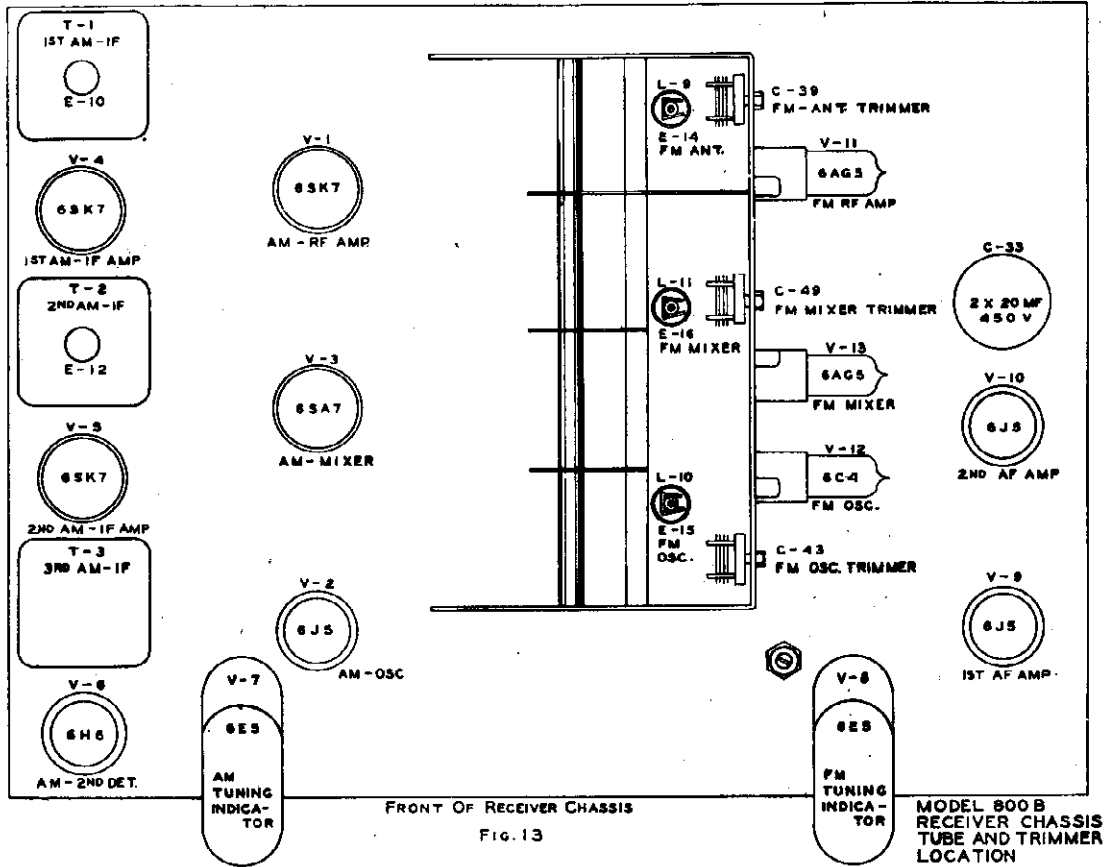 T-1
1ST AM-IF
E-10
V-4
6SK7
1ST AM-IF AMP
T-2
2ND AM-IF
E-12
V-5
6SK7
2ND AM-IF AMP
T-3
3RD AM-IF
V-6
6H6
AM-2ND DET.
V-1
6SK7
AM-RF AMP.
V-3
6SA7
AM-MIXER
V-2
6J5
AM-OSC
V-7
6E5
AM
TUNING
INDICA-
TOR
L-9
E-14
FM ANT.
C-39
FM-ANT. TRIMMER
V-11
6AG5
FM RF AMP
L-11
E-16
FM MIXER
C-49
FM MIXER TRIMMER
V-13
6AG5
FM MIXER
V-12
6C4
FM OSC.
L-10
E-15
FM
OSC.
C-43
FM OSC. TRIMMER
C-33
2 X 20 MF
450 V
V-10
6J5
2ND AF AMP
V-9
6J5
1ST AF AMP.
V-8
6E5
FM
TUNING
INDICA-
TOR
FRONT OF RECEIVER CHASSIS
FIG. 13
MODEL 800 B
RECEIVER CHASSIS
TUBE AND TRIMMER
LOCATION